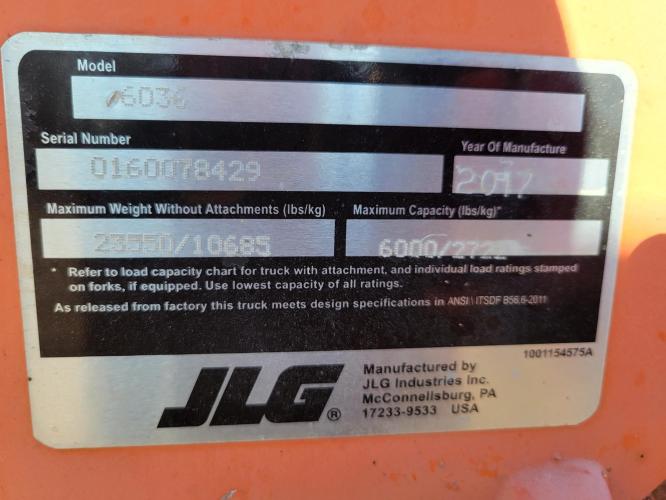 Model
6036
Serial Number
0160078429
Year Of Manufacture
2017
Maximum Weight Without Attachments (lbs/kg)
23550/10685
Maximum Capacity (lbs/kg)*
6000/2722
* Refer to load capacity chart for truck with attachment, and individual load ratings stamped
on forks, if equipped. Use lowest capacity of all ratings.
As released from factory this truck meets design specifications in ANSI \ ITSDF B56.6-2011
1001154575A
JLG®
Manufactured by
JLG Industries Inc.
McConnellsburg, PA
17233-9533 USA